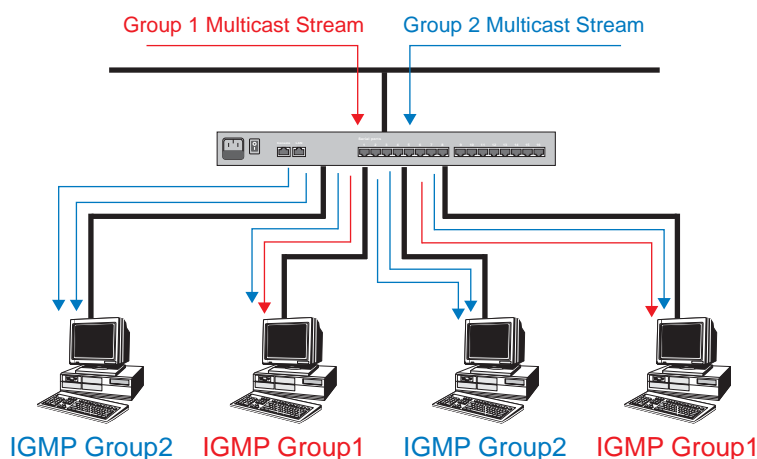 Group 1 Multicast Stream
Group 2 Multicast Stream
IGMP Group2
IGMP Group1
IGMP Group2
IGMP Group1